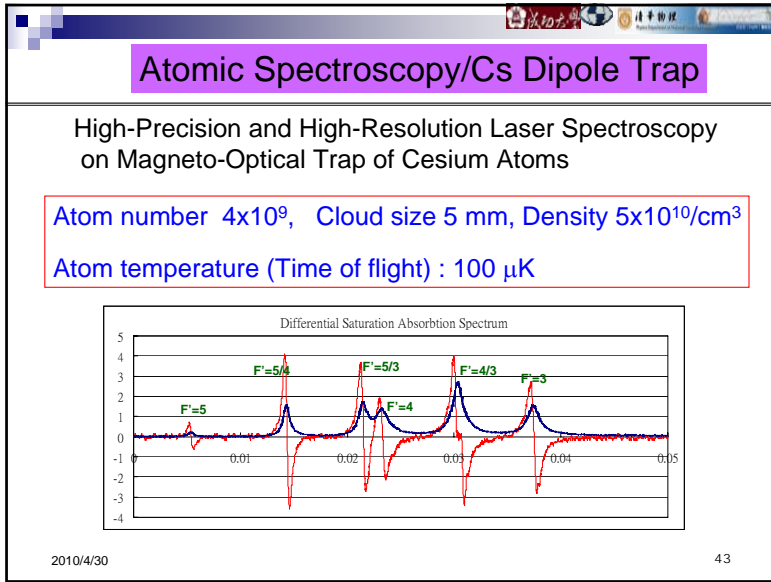 Atomic Spectroscopy/Cs Dipole Trap
High-Precision and High-Resolution Laser Spectroscopy
on Magneto-Optical Trap of Cesium Atoms
Atom number 4x10⁹, Cloud size 5 mm, Density 5x10¹⁰/cm³
Atom temperature (Time of flight) : 100 μK
Differential Saturation Absorbtion Spectrum
5
4
3
2
1
0
-1
-2
-3
-4
F'=5
F'=5/4
F'=5/3
F'=4
F'=4/3
F'=3
0 0.01 0.02 0.03 0.04 0.05
2010/4/30
43